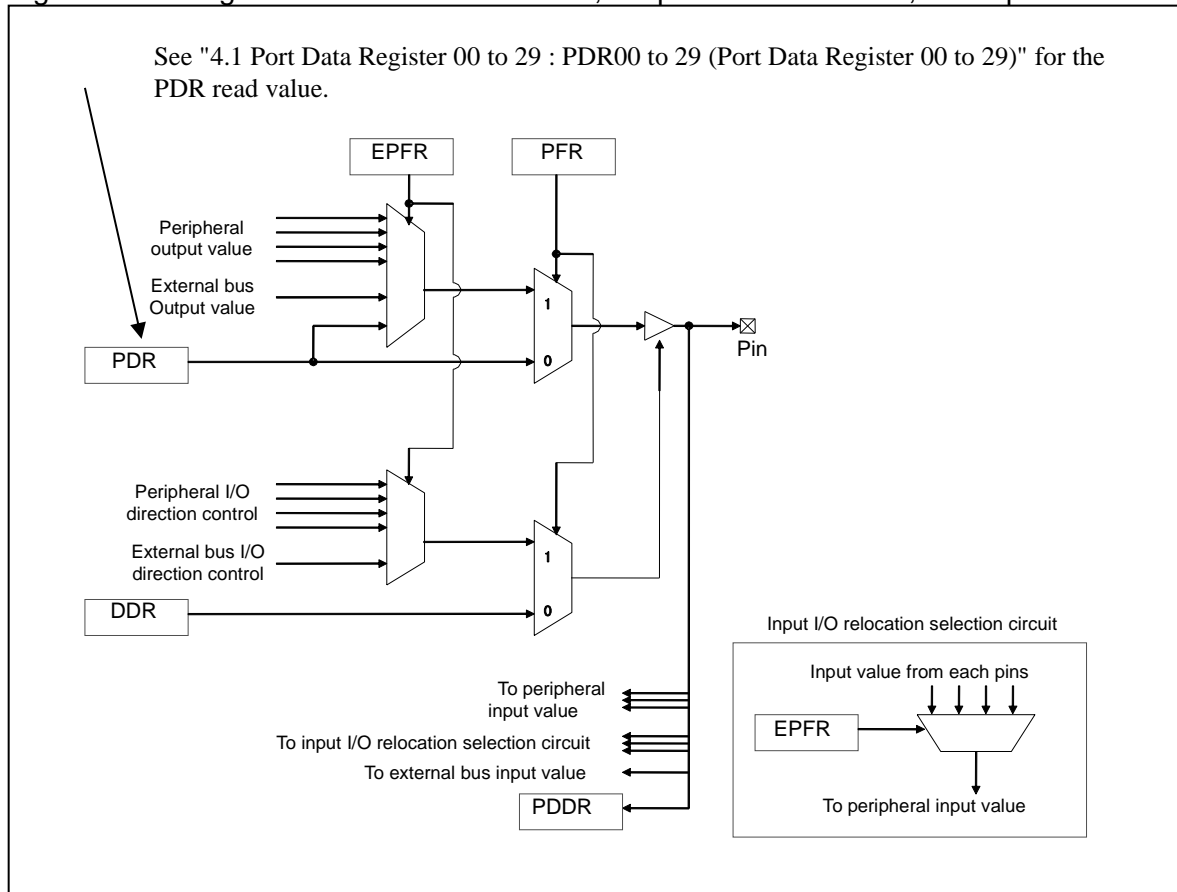 See "4.1 Port Data Register 00 to 29 : PDR00 to 29 (Port Data Register 00 to 29)" for the
PDR read value.
EPFR
PFR
Peripheral
output value
External bus
Output value
1
0
PDR
Pin
Peripheral I/O
direction control
External bus I/O
direction control
1
0
DDR
To peripheral
input value
To input I/O relocation selection circuit
To external bus input value
PDDR
Input I/O relocation selection circuit
Input value from each pins
EPFR
To peripheral input value